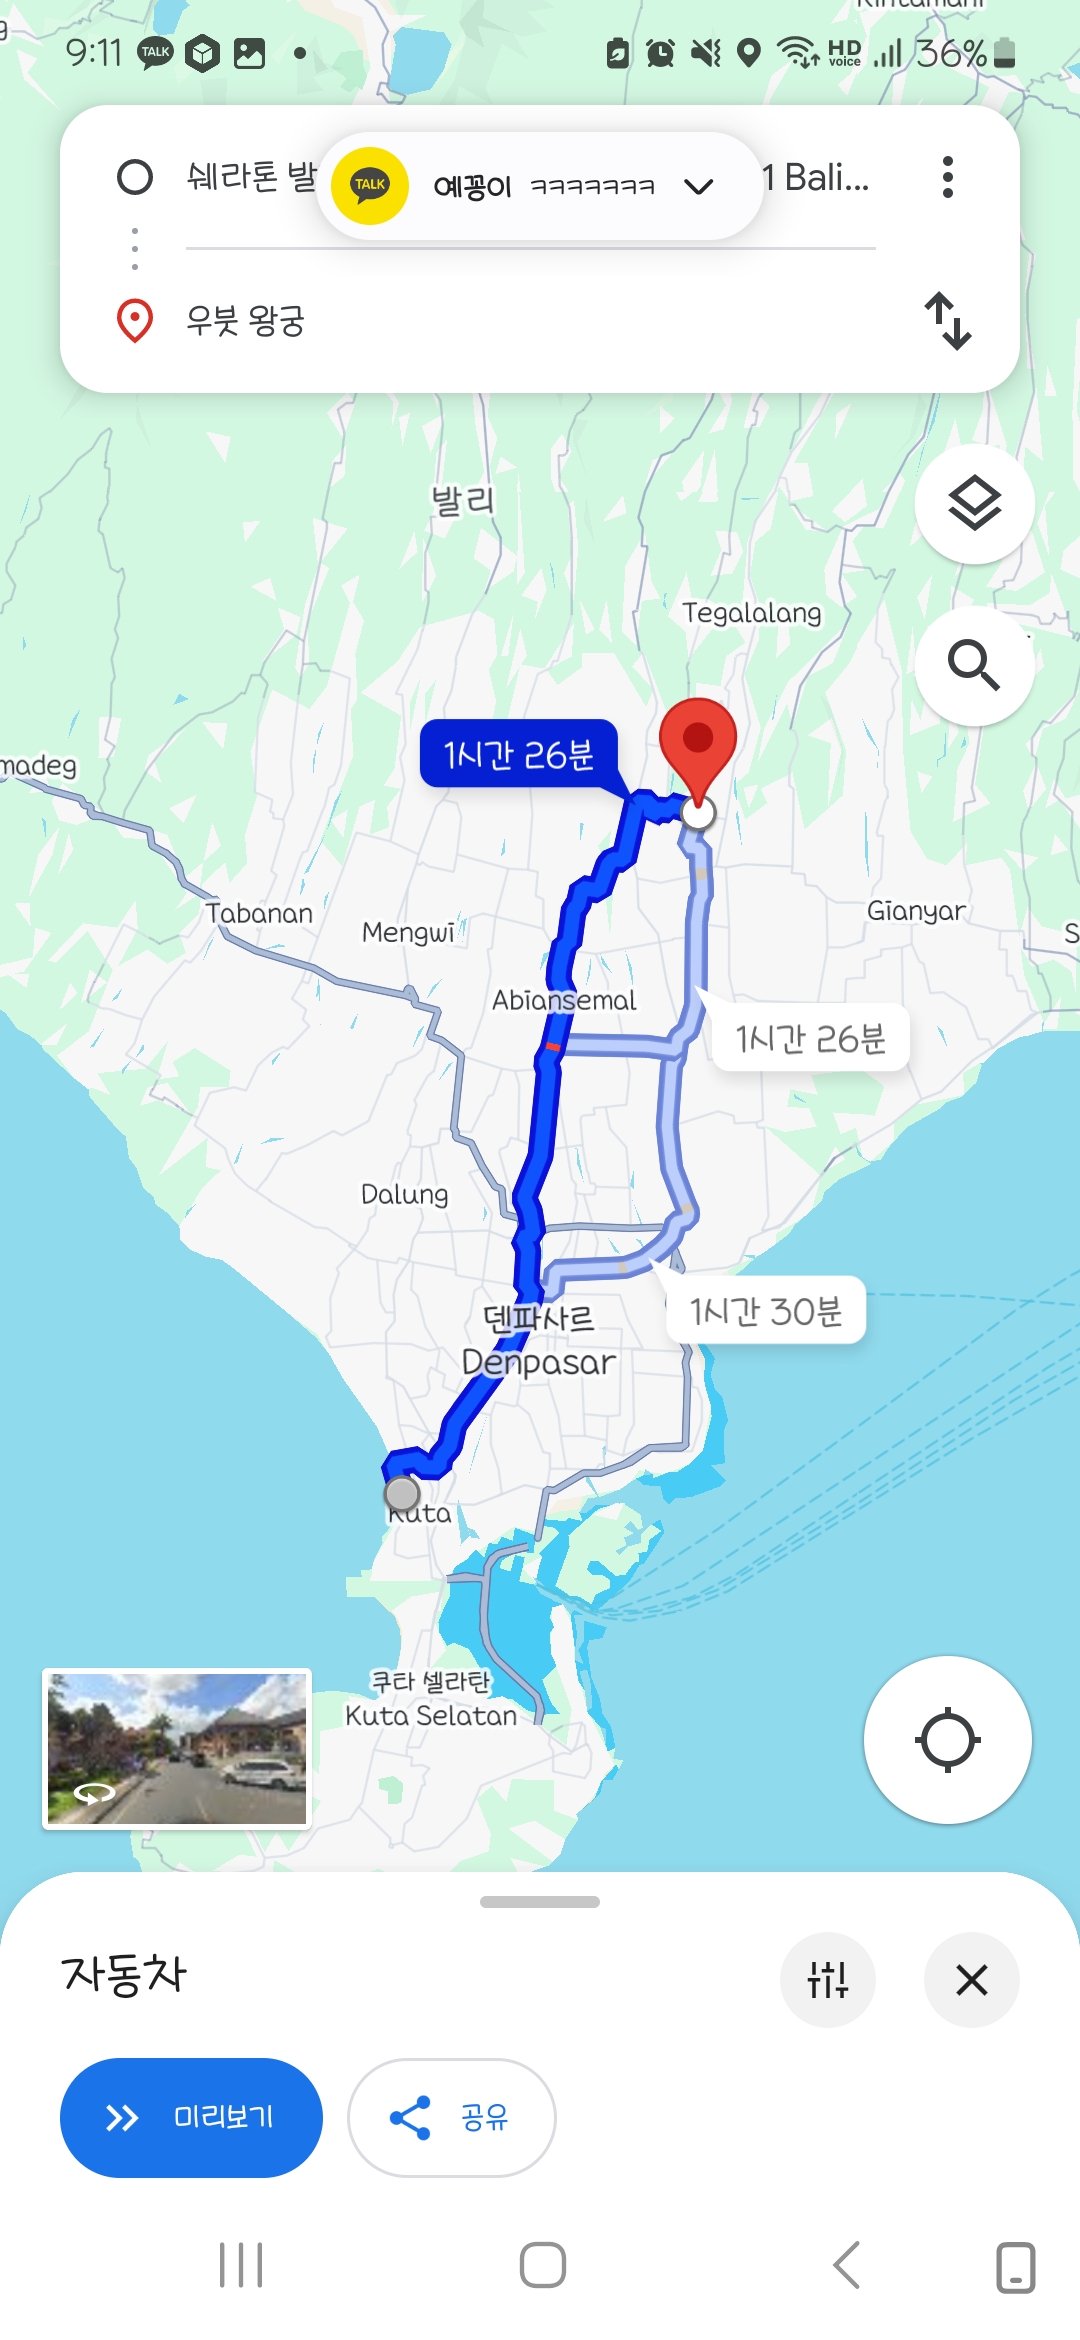 Kintamani
9:11 TALK HD voice 36%
쉐라톤 발
TALK 예꽁이 ㅋㅋㅋㅋㅋㅋㅋ
1 Bali...
우붓 왕궁
발리
Tegalalang
1시간 26분
madeg
Tabanan
Mengwi
Gianyar
S
Abiansemal
1시간 26분
Dalung
1시간 30분
덴파사르
Denpasar
Kuta
쿠타 셀라탄
Kuta Selatan
자동차
미리보기
공유